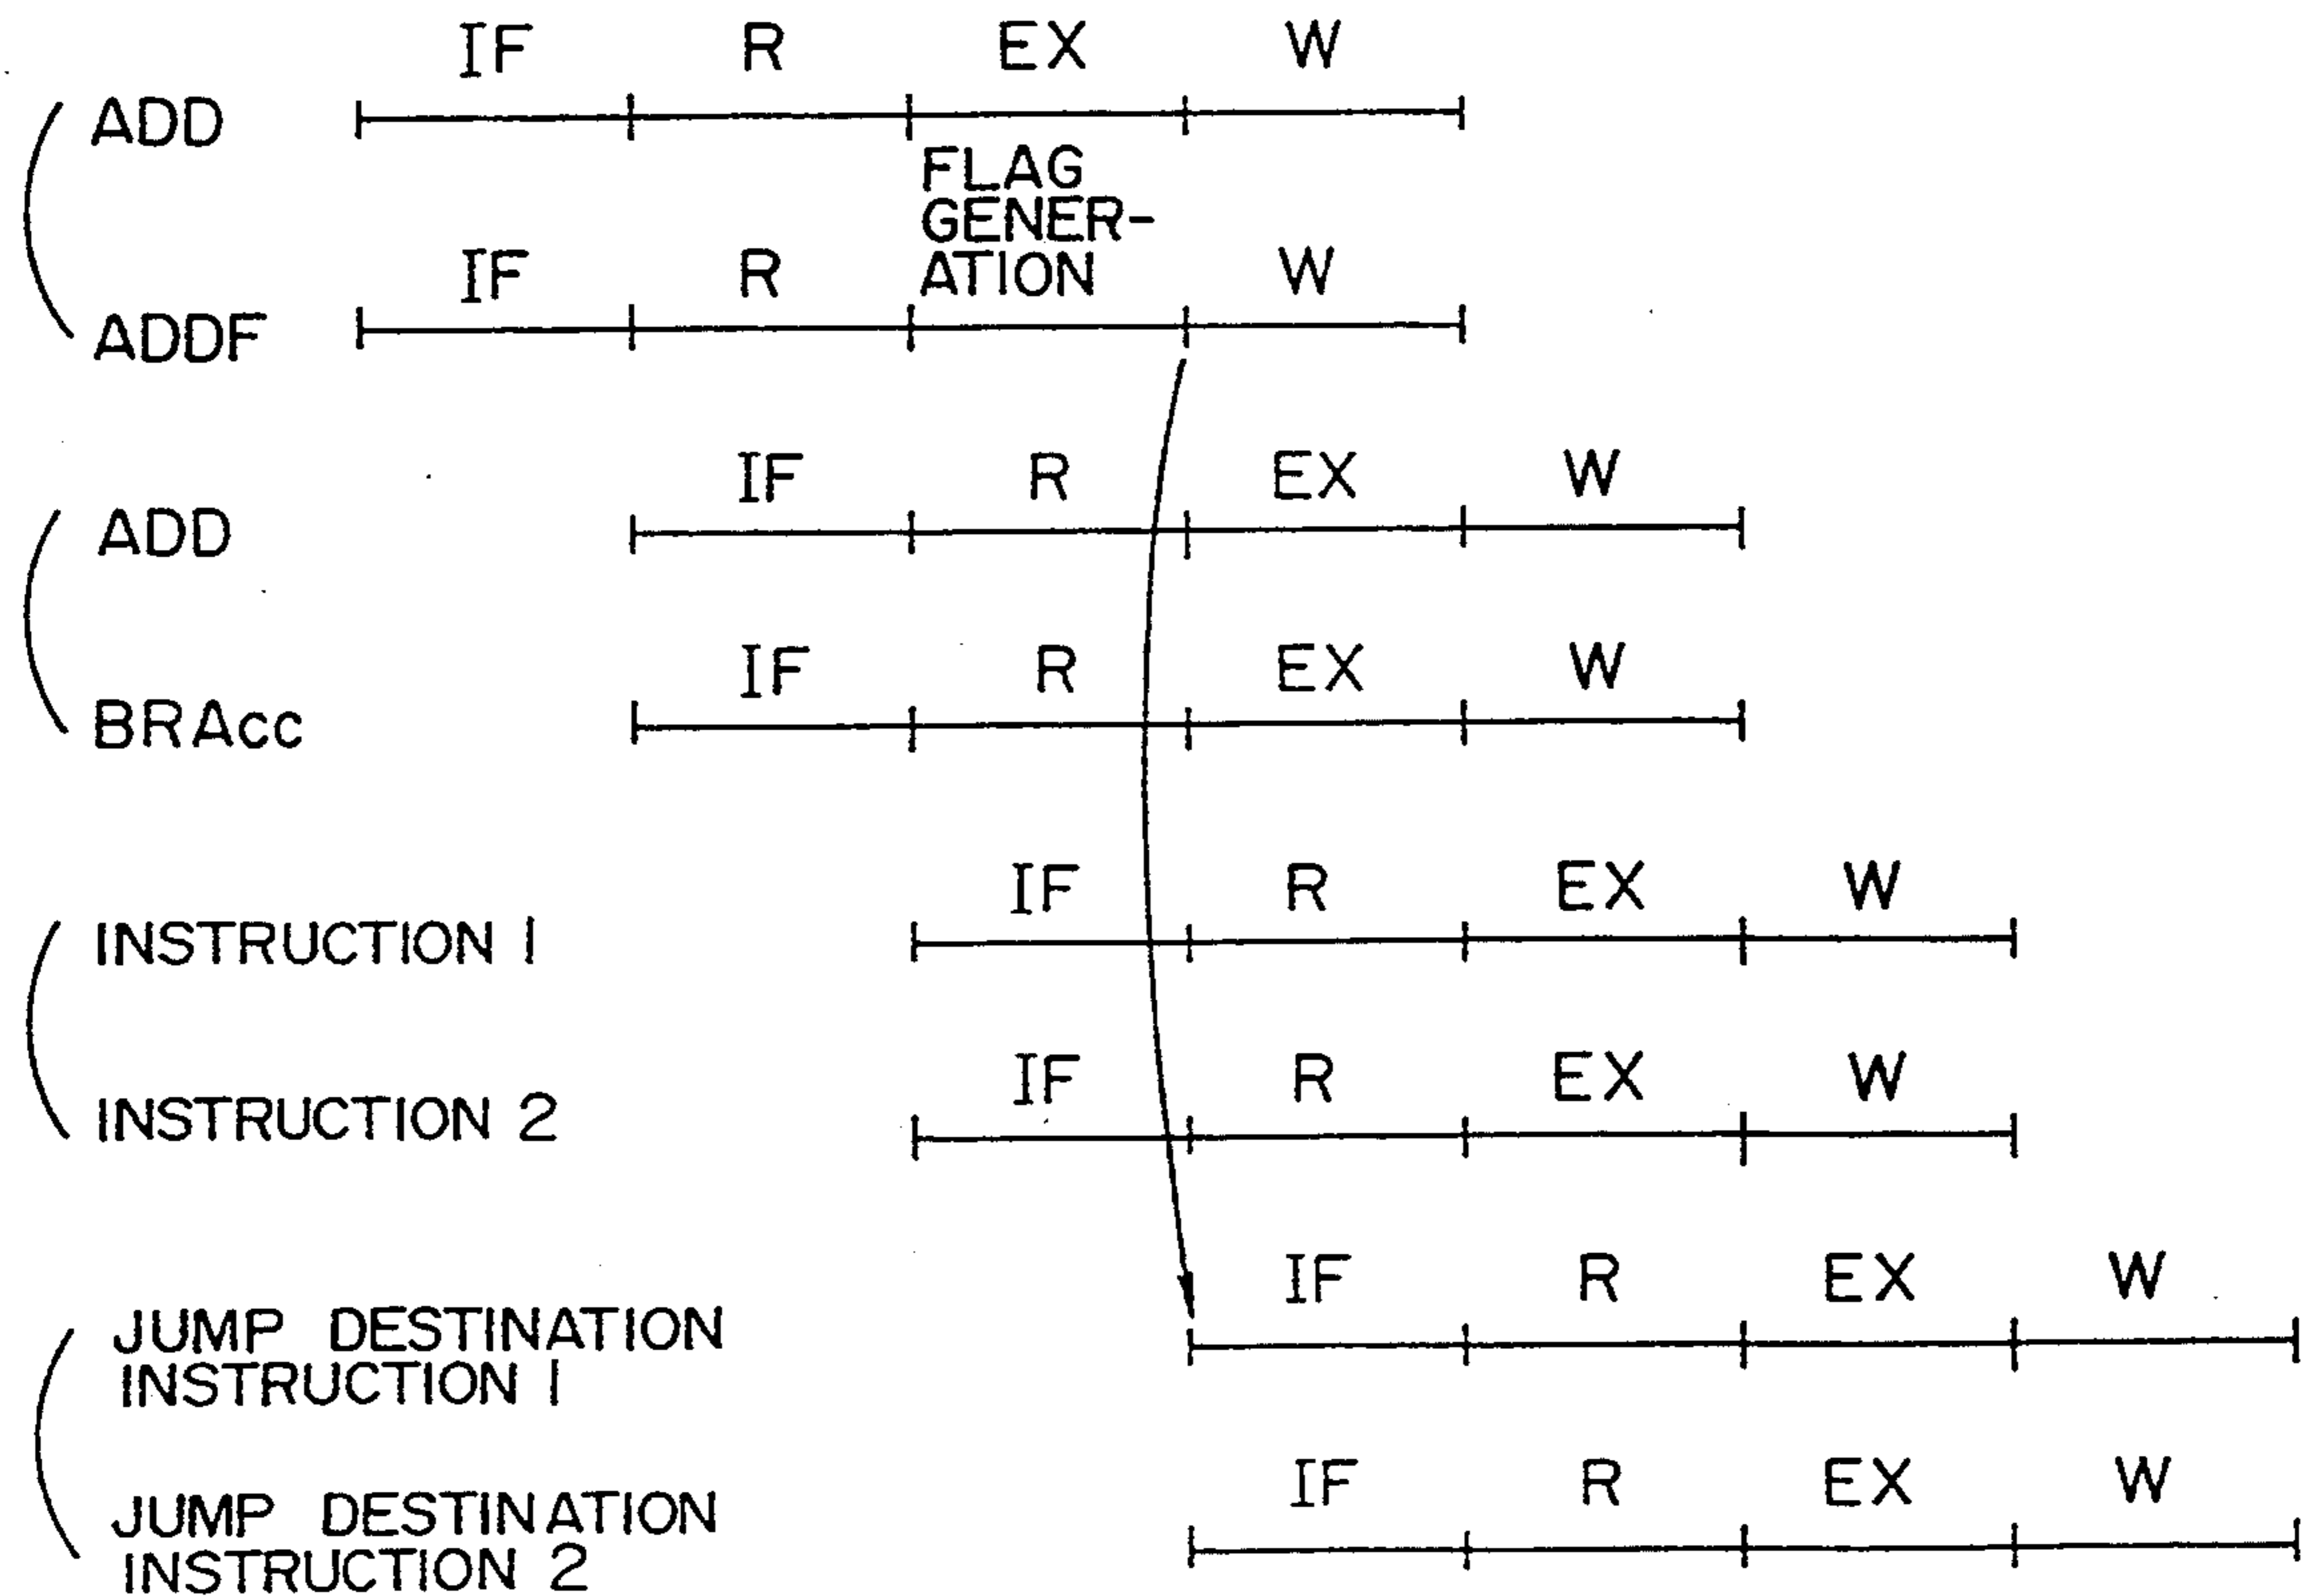 IF R EX W
ADD
FLAG
GENER-
IF R ATION W
ADDF
IF R EX W
ADD
IF R EX W
BRAcc
IF R EX W
INSTRUCTION 1
IF R EX W
INSTRUCTION 2
IF R EX W
JUMP DESTINATION
INSTRUCTION 1
IF R EX W
JUMP DESTINATION
INSTRUCTION 2